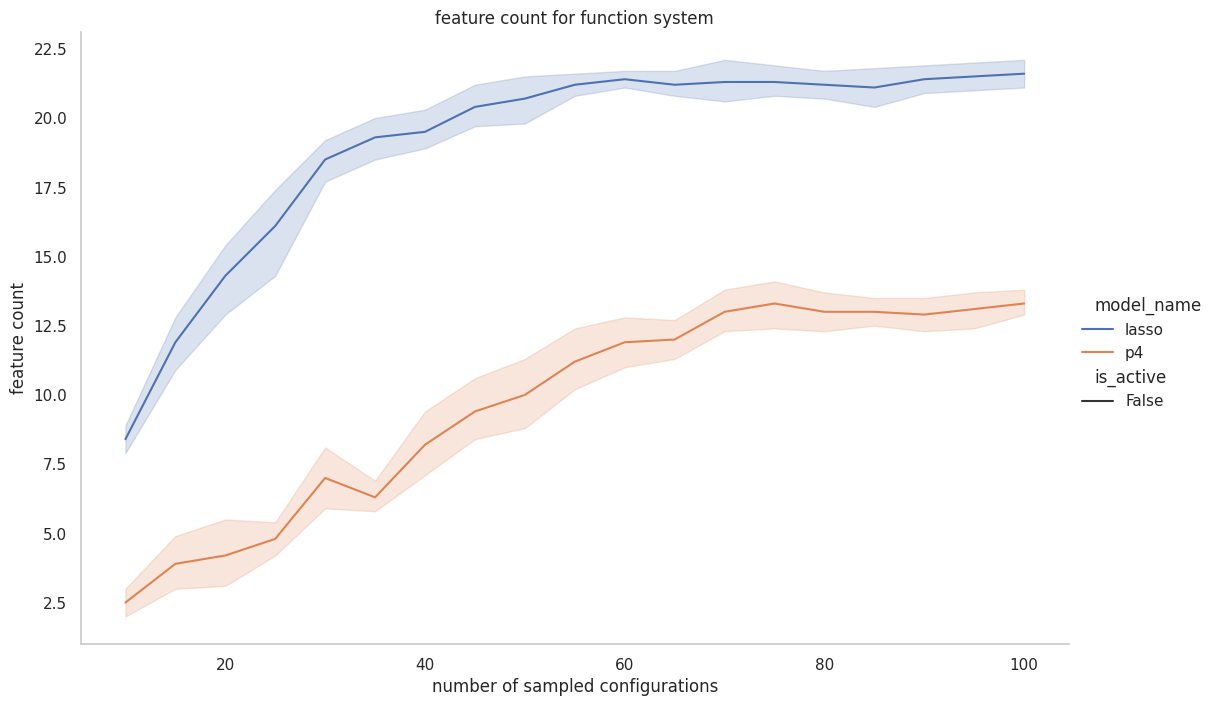 feature count for function system
22.5
20.0
17.5
15.0
12.5
10.0
7.5
5.0
2.5
feature count
20 40 60 80 100
number of sampled configurations
model_name
lasso
p4
is_active
False